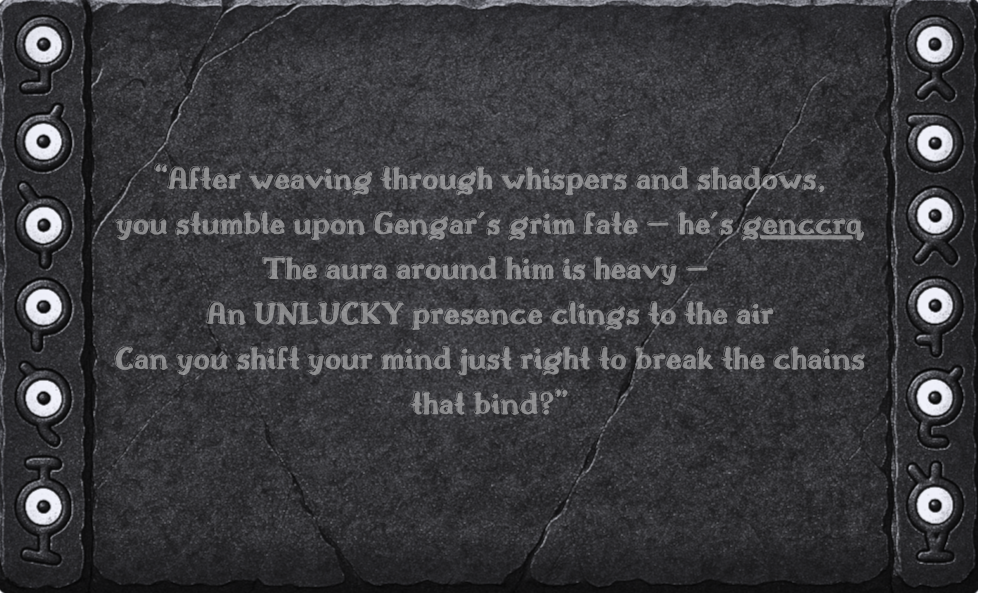 “After weaving through whispers and shadows,
you stumble upon Gengar's grim fate — he's genccrq
The aura around him is heavy —
An UNLUCKY presence clings to the air
Can you shift your mind just right to break the chains
that bind?”